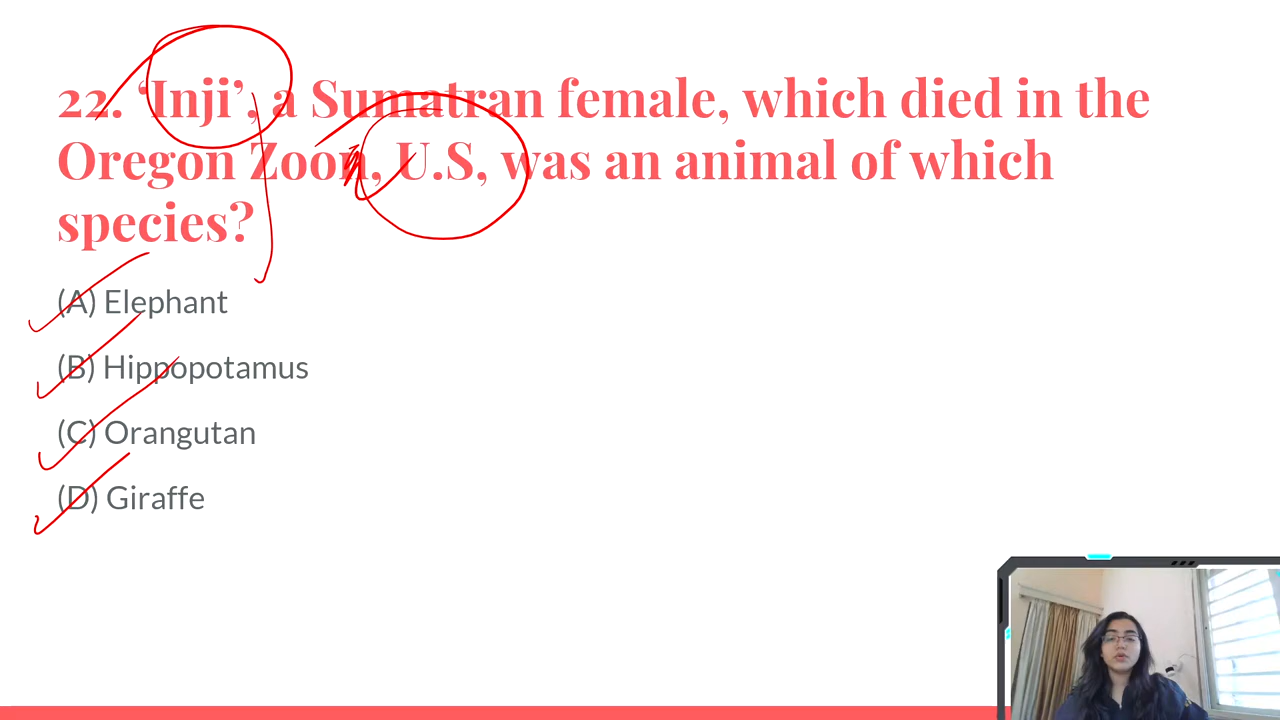 22. ‘Inji’, a Sumatran female, which died in the
Oregon Zoon, U.S, was an animal of which
species?
(A) Elephant
(B) Hippopotamus
(C) Orangutan
(D) Giraffe